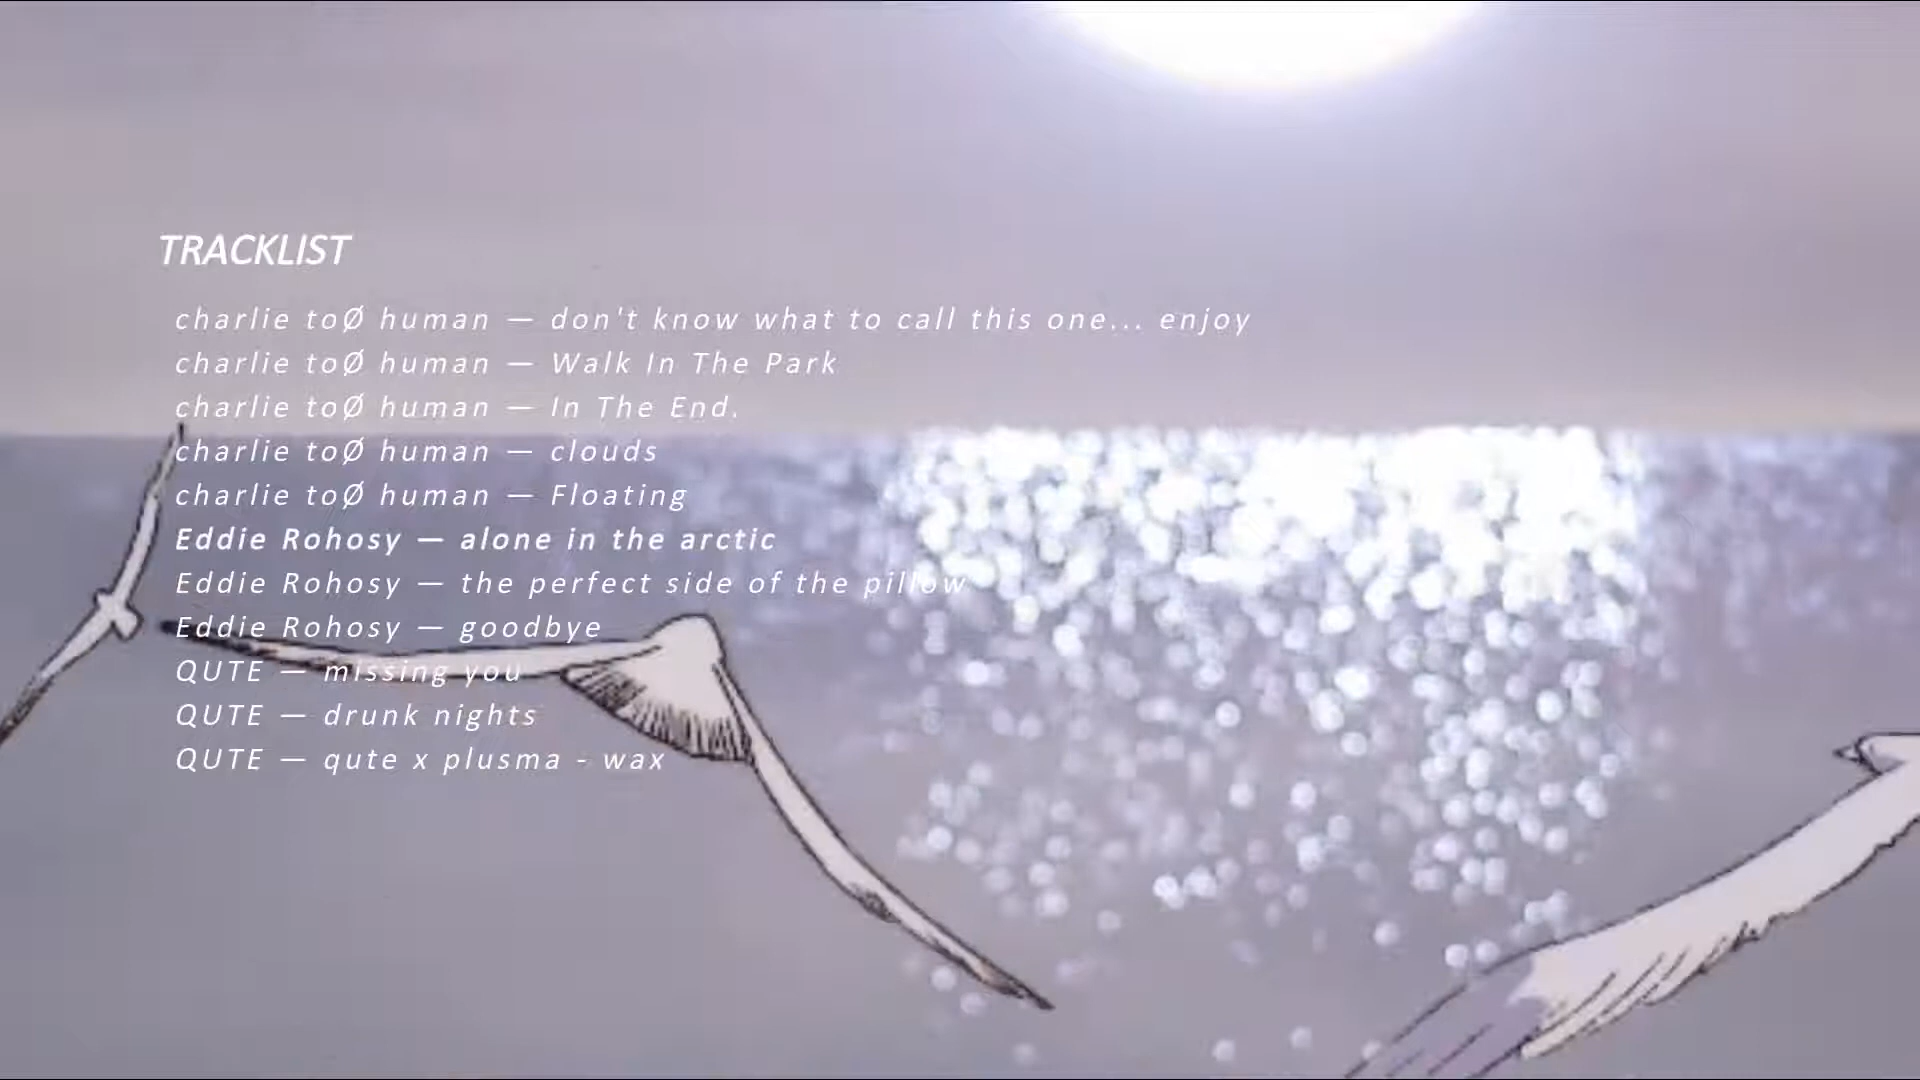 TRACKLIST
charlie toØ human — don't know what to call this one... enjoy
charlie toØ human — Walk In The Park
charlie toØ human — In The End.
charlie toØ human — clouds
charlie toØ human — Floating
Eddie Rohosy — alone in the arctic
Eddie Rohosy — the perfect side of the pillow
Eddie Rohosy — goodbye
QUTE — missing you
QUTE — drunk nights
QUTE — qute x plusma - wax